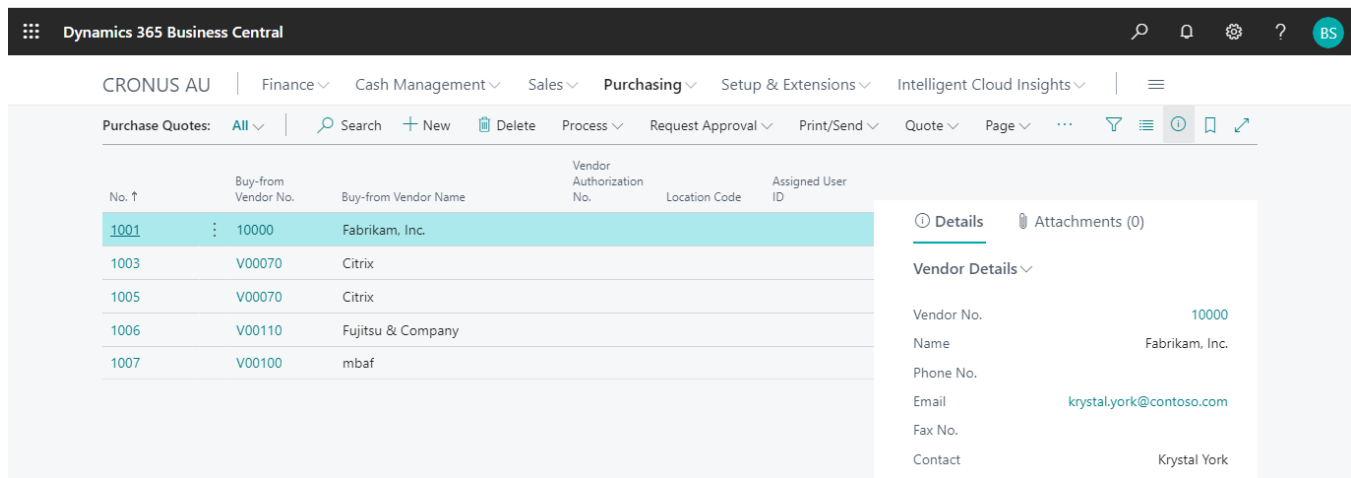 Dynamics 365 Business Central
BS
CRONUS AU Finance Cash Management Sales Purchasing Setup & Extensions Intelligent Cloud Insights
Purchase Quotes: All Search New Delete Process Request Approval Print/Send Quote Page ...
No. ↑
Buy-from
Vendor No.
Buy-from Vendor Name
Vendor
Authorization
No.
Location Code
Assigned User
ID
1001 10000 Fabrikam, Inc.
1003 V00070 Citrix
1005 V00070 Citrix
1006 V00110 Fujitsu & Company
1007 V00100 mbaf
Details Attachments (0)
Vendor Details
Vendor No. 10000
Name Fabrikam, Inc.
Phone No.
Email krystal.york@contoso.com
Fax No.
Contact Krystal York